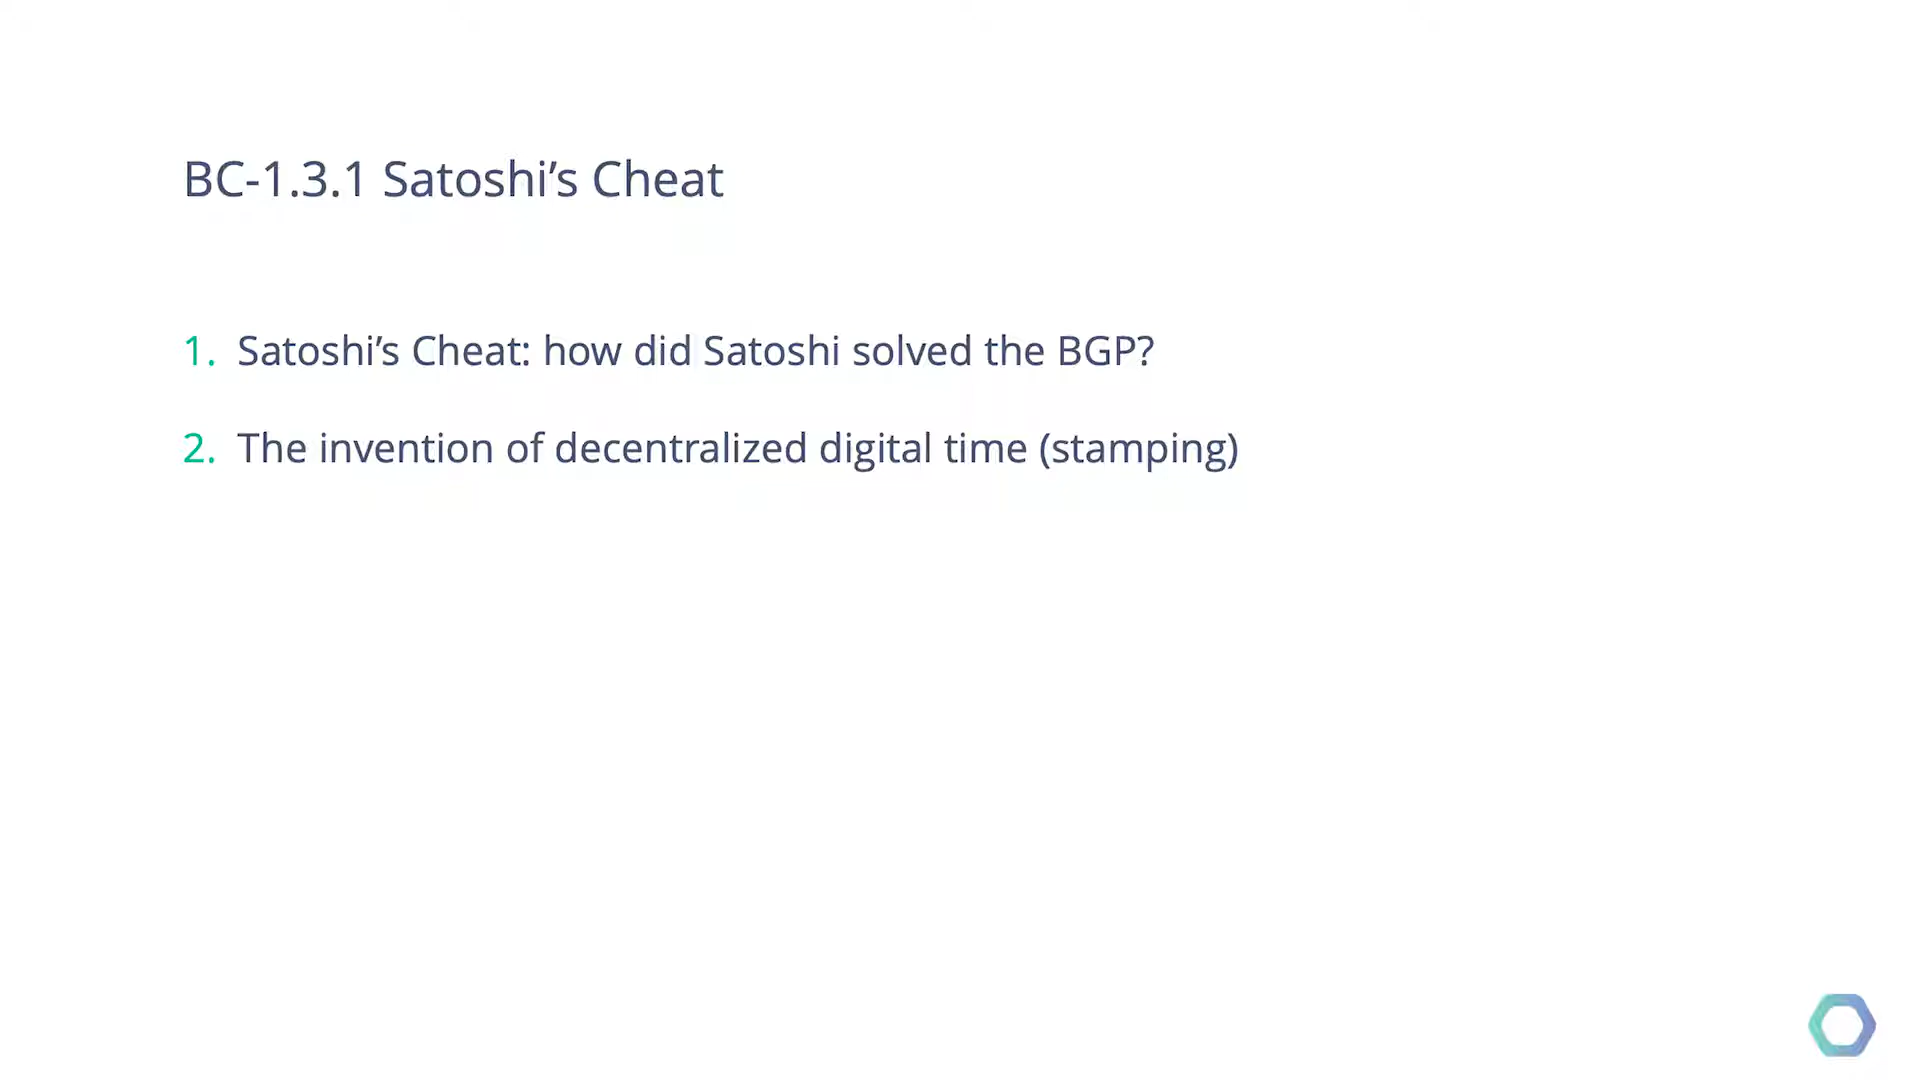 BC-1.3.1 Satoshi’s Cheat
1. Satoshi’s Cheat: how did Satoshi solved the BGP?
2. The invention of decentralized digital time (stamping)